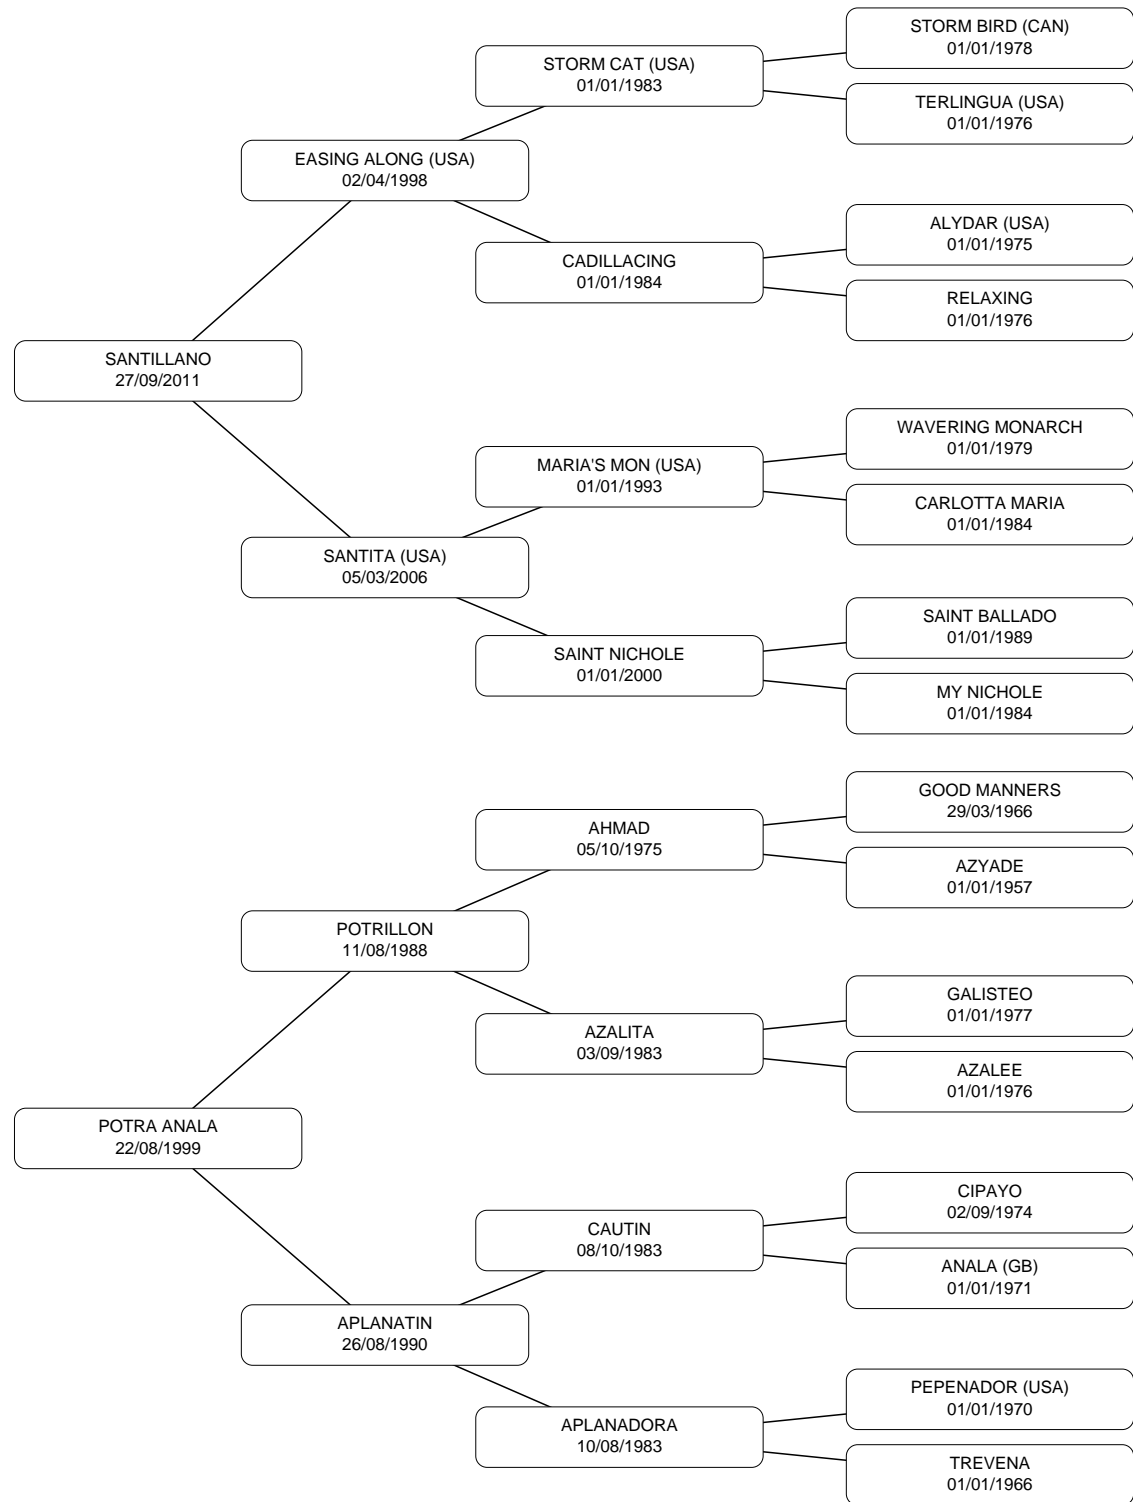 STORM BIRD (CAN)
01/01/1978
STORM CAT (USA)
01/01/1983
TERLINGUA (USA)
01/01/1976
EASING ALONG (USA)
02/04/1998
ALYDAR (USA)
01/01/1975
CADILLACING
01/01/1984
RELAXING
01/01/1976
SANTILLANO
27/09/2011
WAVERING MONARCH
01/01/1979
MARIA'S MON (USA)
01/01/1993
CARLOTTA MARIA
01/01/1984
SANTITA (USA)
05/03/2006
SAINT BALLADO
01/01/1989
SAINT NICHOLE
01/01/2000
MY NICHOLE
01/01/1984
GOOD MANNERS
29/03/1966
AHMAD
05/10/1975
AZYADE
01/01/1957
POTRILLON
11/08/1988
GALISTEO
01/01/1977
AZALITA
03/09/1983
AZALEE
01/01/1976
POTRA ANALA
22/08/1999
CIPAYO
02/09/1974
CAUTIN
08/10/1983
ANALA (GB)
01/01/1971
APLANATIN
26/08/1990
PEPENADOR (USA)
01/01/1970
APLANADORA
10/08/1983
TREVENA
01/01/1966